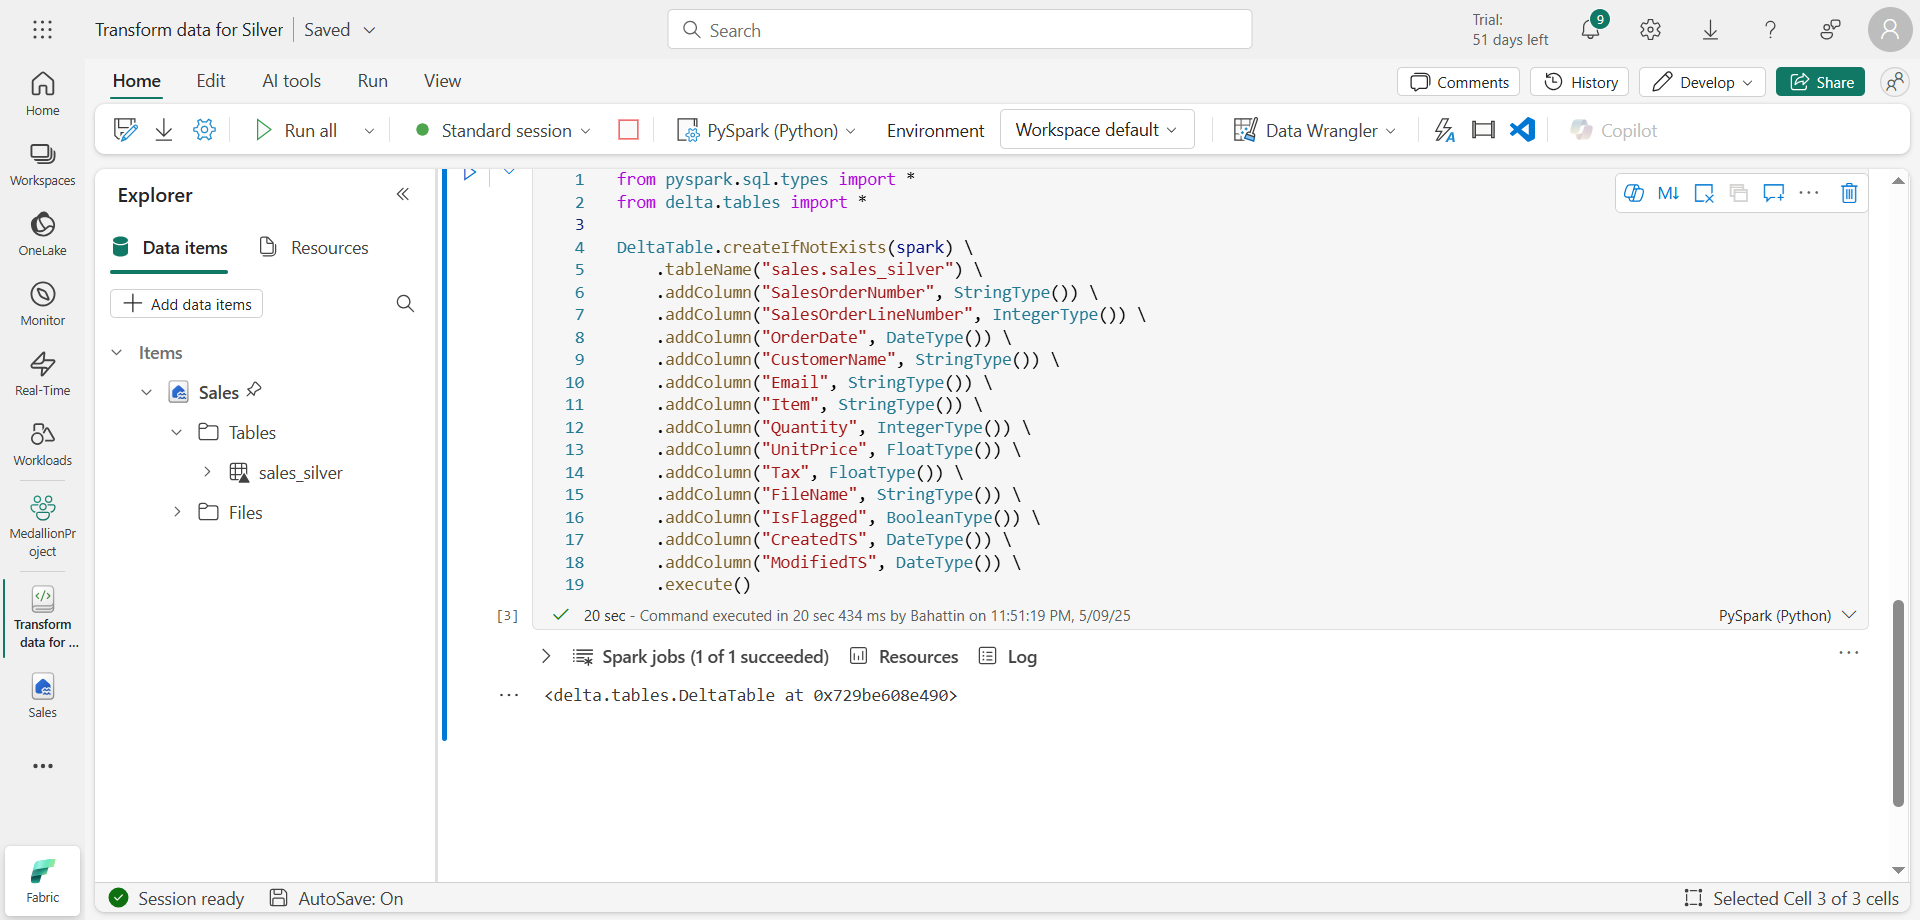 Transform data for Silver
Saved
Search
Trial:
51 days left
9
Home
Edit
AI tools
Run
View
Comments
History
Develop
Share
Run all
Standard session
PySpark (Python)
Environment
Workspace default
Data Wrangler
Copilot
Home
Workspaces
OneLake
Monitor
Real-Time
Workloads
MedallionPr
oject
Transform
data for ...
Sales
Fabric
Explorer
Data items
Resources
Add data items
Items
Sales
Tables
sales_silver
Files
1 from pyspark.sql.types import *
2 from delta.tables import *
3
4 DeltaTable.createIfNotExists(spark) \
5 .tableName("sales.sales_silver") \
6 .addColumn("SalesOrderNumber", StringType()) \
7 .addColumn("SalesOrderLineNumber", IntegerType()) \
8 .addColumn("OrderDate", DateType()) \
9 .addColumn("CustomerName", StringType()) \
10 .addColumn("Email", StringType()) \
11 .addColumn("Item", StringType()) \
12 .addColumn("Quantity", IntegerType()) \
13 .addColumn("UnitPrice", FloatType()) \
14 .addColumn("Tax", FloatType()) \
15 .addColumn("FileName", StringType()) \
16 .addColumn("IsFlagged", BooleanType()) \
17 .addColumn("CreatedTS", DateType()) \
18 .addColumn("ModifiedTS", DateType()) \
19 .execute()
M↓
[3]
20 sec - Command executed in 20 sec 434 ms by Bahattin on 11:51:19 PM, 5/09/25
PySpark (Python)
Spark jobs (1 of 1 succeeded)
Resources
Log
<delta.tables.DeltaTable at 0x729be608e490>
Session ready
AutoSave: On
Selected Cell 3 of 3 cells